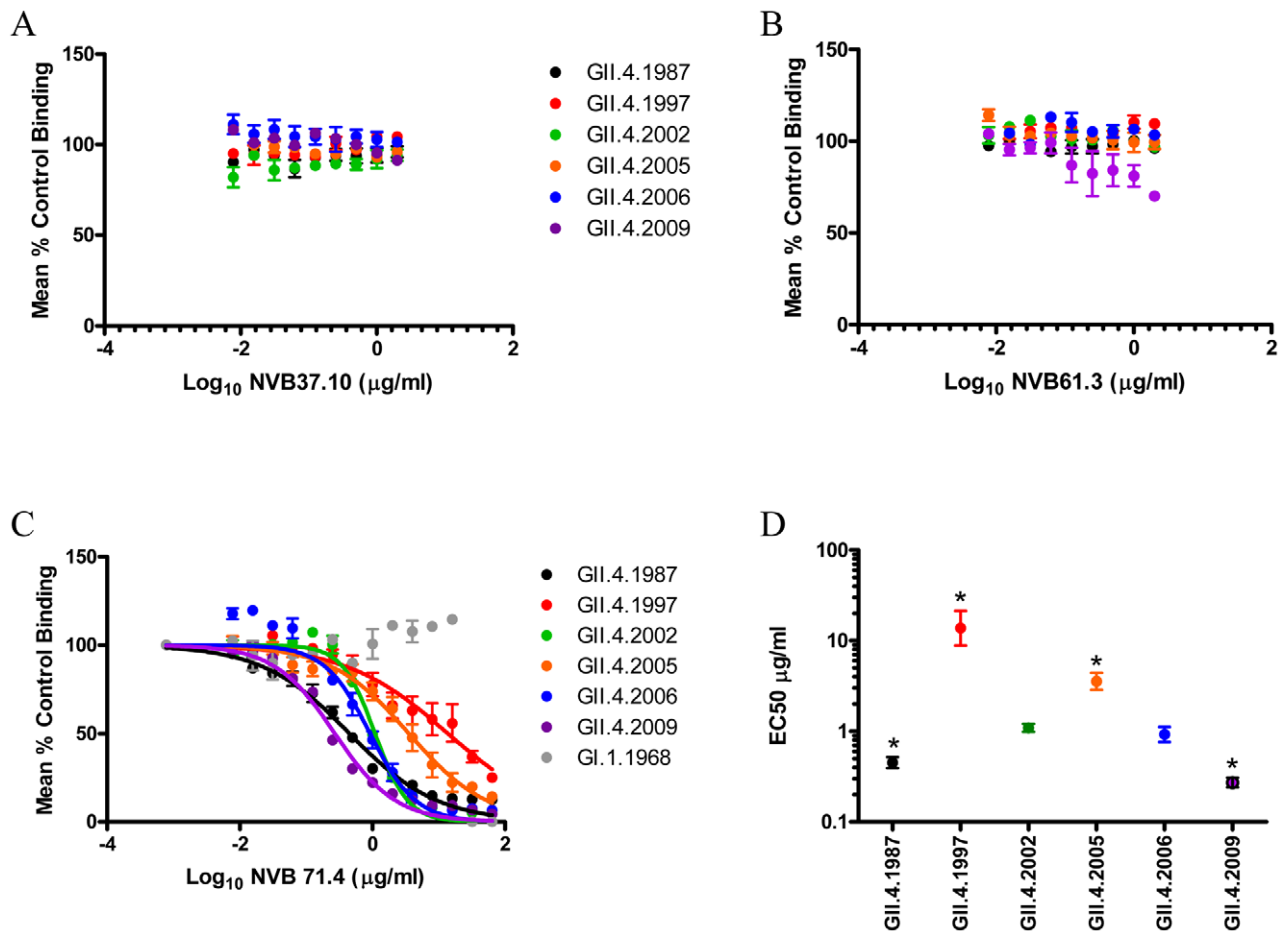 A
150
100
50
0
-4 -2 0 2
Mean % Control Binding
Log10 NVB37.10 (μg/ml)
GII.4.1987
GII.4.1997
GII.4.2002
GII.4.2005
GII.4.2006
GII.4.2009
B
150
100
50
0
-4 -2 0 2
Mean % Control Binding
Log10 NVB61.3 (μg/ml)
C
150
100
50
0
-4 -2 0 2
Mean % Control Binding
Log10 NVB 71.4 (μg/ml)
GII.4.1987
GII.4.1997
GII.4.2002
GII.4.2005
GII.4.2006
GII.4.2009
GI.1.1968
D
100
10
1
0.1
EC50 μg/ml
*
*
*
*
GII.4.1987
GII.4.1997
GII.4.2002
GII.4.2005
GII.4.2006
GII.4.2009